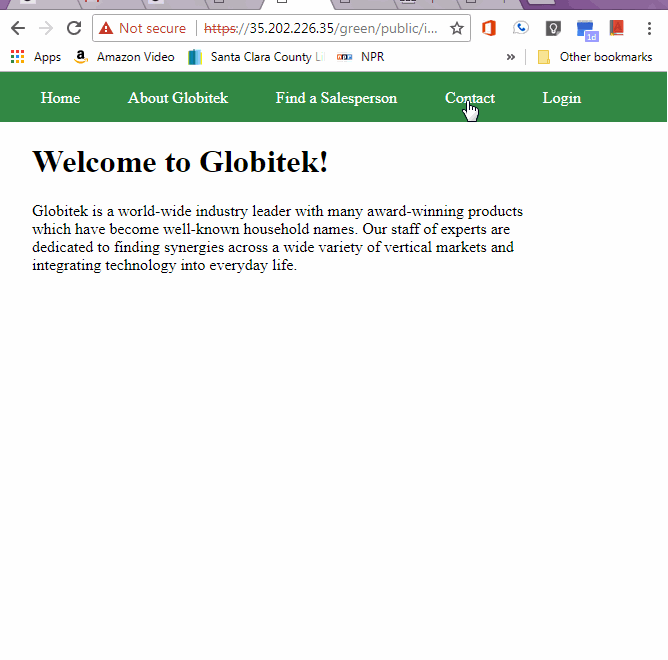 Not secure https://35.202.226.35/green/public/i...
1d
Apps Amazon Video Santa Clara County Li NPR » Other bookmarks
Home About Globitek Find a Salesperson Contact Login
Welcome to Globitek!
Globitek is a world-wide industry leader with many award-winning products
which have become well-known household names. Our staff of experts are
dedicated to finding synergies across a wide variety of vertical markets and
integrating technology into everyday life.